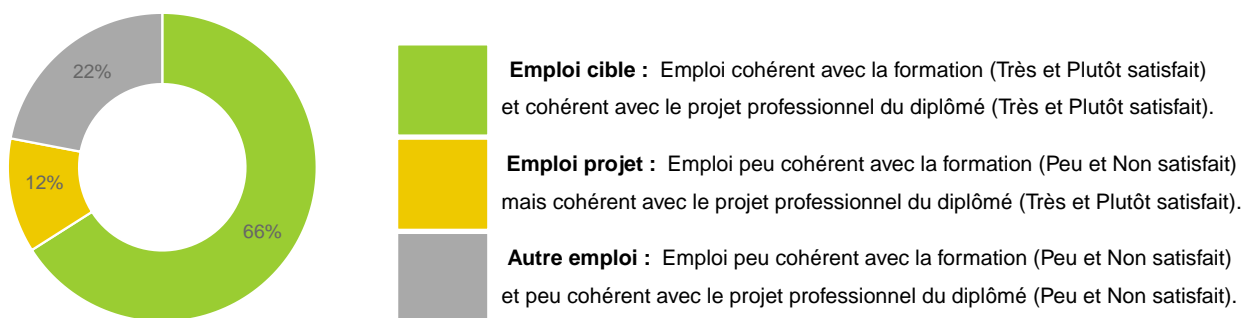 22%
12%
66%
Emploi cible : Emploi cohérent avec la formation (Très et Plutôt satisfait)
et cohérent avec le projet professionnel du diplômé (Très et Plutôt satisfait).
Emploi projet : Emploi peu cohérent avec la formation (Peu et Non satisfait)
mais cohérent avec le projet professionnel du diplômé (Très et Plutôt satisfait).
Autre emploi : Emploi peu cohérent avec la formation (Peu et Non satisfait)
et peu cohérent avec le projet professionnel du diplômé (Peu et Non satisfait).